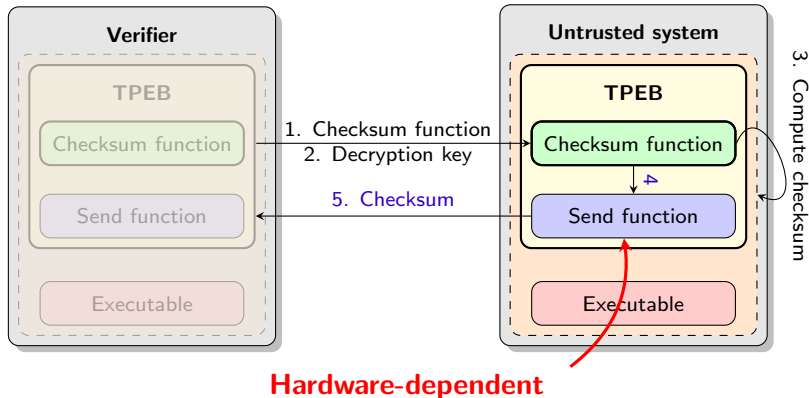 Verifier
TPEB
Checksum function
Send function
Executable
1. Checksum function
2. Decryption key
5. Checksum
Untrusted system
TPEB
Checksum function
4
Send function
Executable
3. Compute checksum
Hardware-dependent